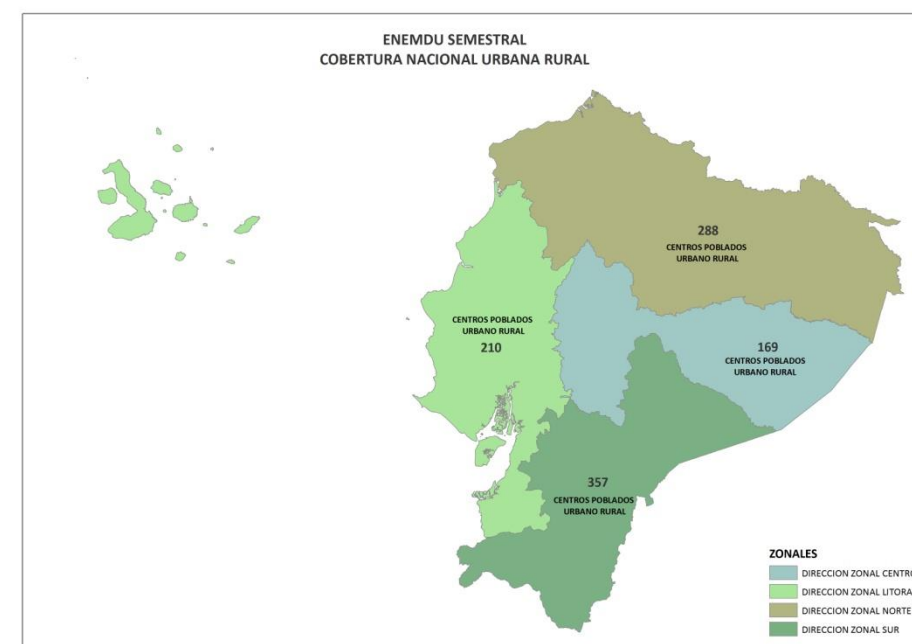 ENEMDU SEMESTRAL
COBERTURA NACIONAL URBANA RURAL
288
CENTROS POBLADOS
URBANO RURAL
CENTROS POBLADOS
URBANO RURAL
210
169
CENTROS POBLADOS
URBANO RURAL
357
CENTROS POBLADOS
URBANO RURAL
ZONALES
DIRECCION ZONAL CENTRO
DIRECCION ZONAL LITORA
DIRECCION ZONAL NORTE
DIRECCION ZONAL SUR